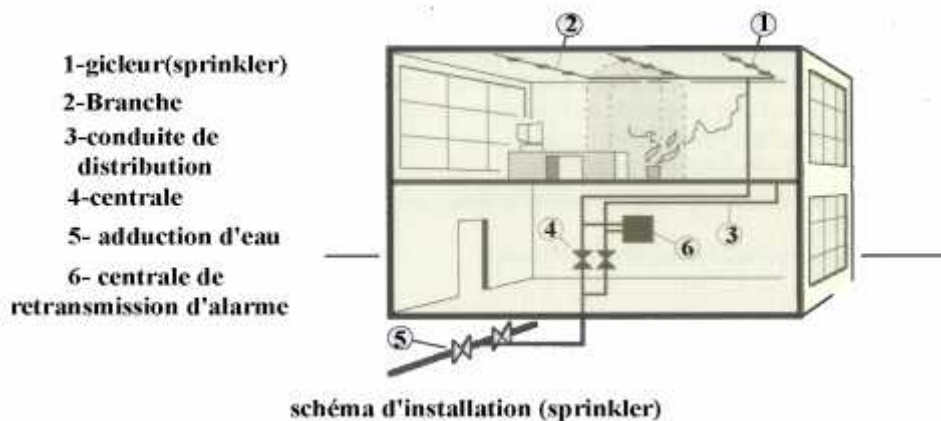 1-gicleur(sprinkler)
2-Branche
3-conduite de
distribution
4-centrale
5- adduction d'eau
6- centrale de
retransmission d'alarme
2
1
4
6
3
5
schéma d'installation (sprinkler)